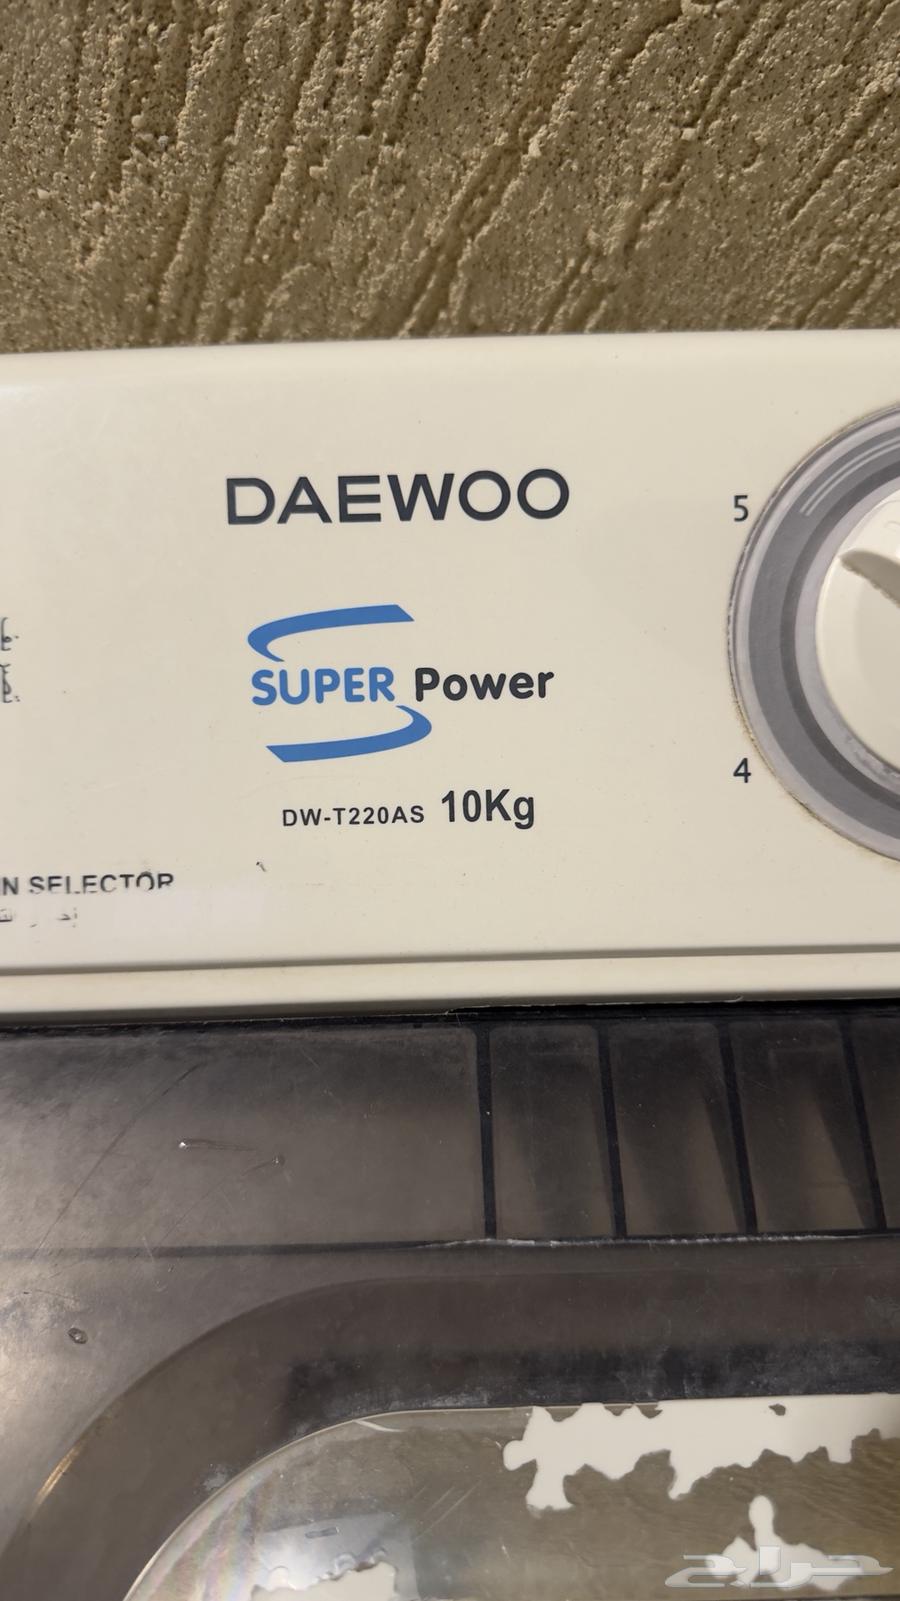 DAEWOO
5
SUPER Power
4
DW-T220AS 10Kg
N SELECTOR
حراج